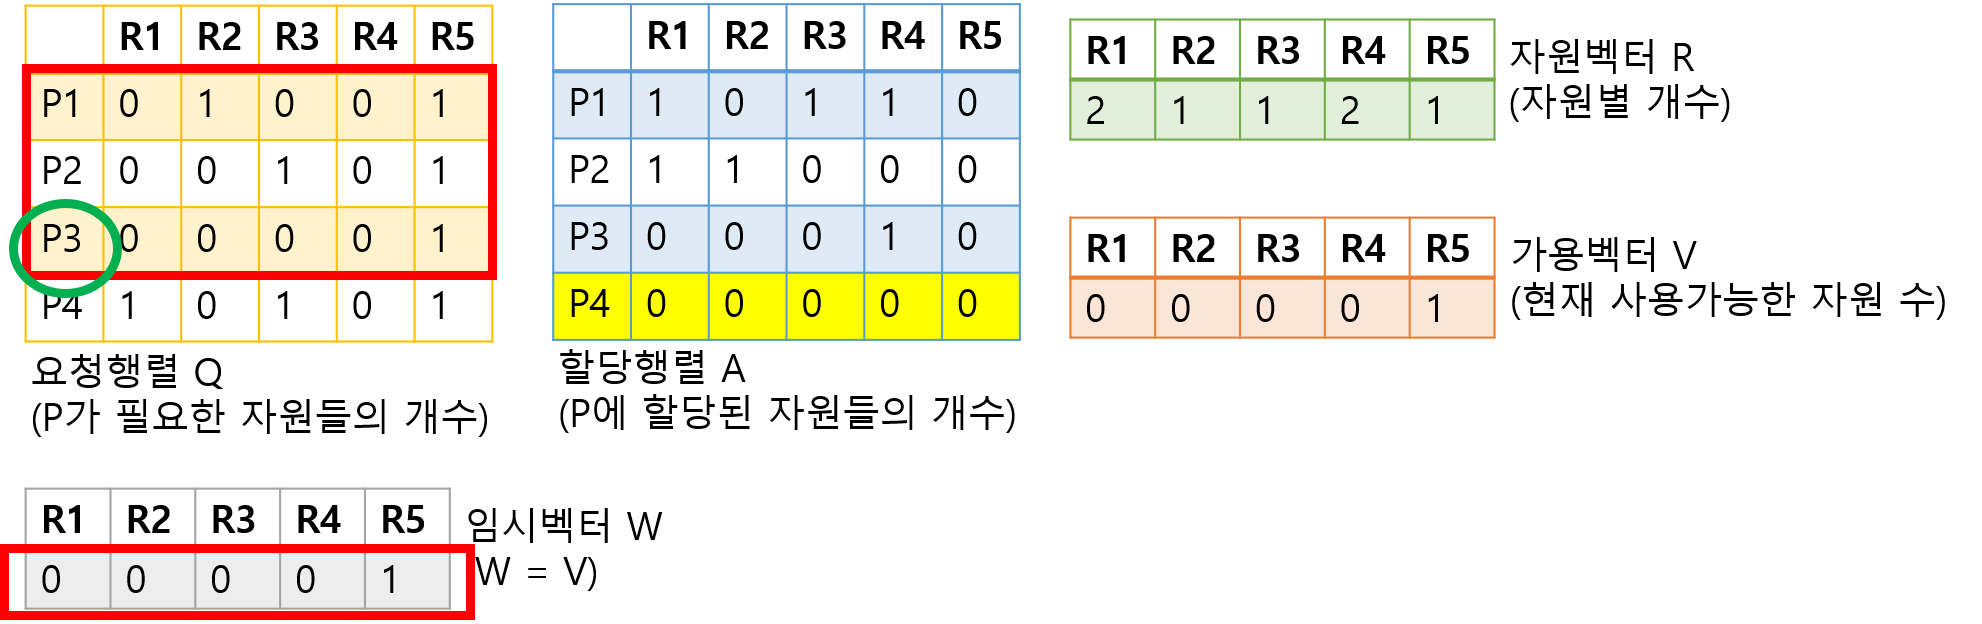 R1 R2 R3 R4 R5
P1 0 1 0 0 1
P2 0 0 1 0 1
P3 0 0 0 0 1
P4 1 0 1 0 1
요청행렬 Q
(P가 필요한 자원들의 개수)
R1 R2 R3 R4 R5
P1 1 0 1 1 0
P2 1 1 0 0 0
P3 0 0 0 1 0
P4 0 0 0 0 0
할당행렬 A
(P에 할당된 자원들의 개수)
R1 R2 R3 R4 R5
2 1 1 2 1
자원벡터 R
(자원별 개수)
R1 R2 R3 R4 R5
0 0 0 0 1
가용벡터 V
(현재 사용가능한 자원 수)
R1 R2 R3 R4 R5
0 0 0 0 1
임시벡터 W
W = V)